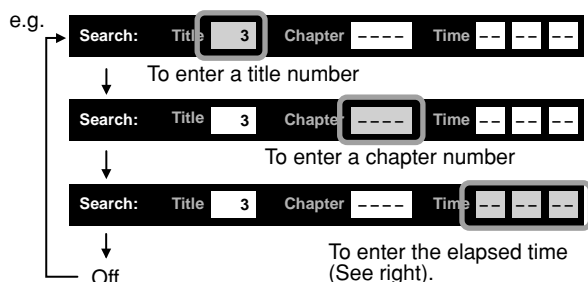 e.g.
Search: Title 3 Chapter ---- Time -- -- --
To enter a title number
Search: Title 3 Chapter ---- Time -- -- --
To enter a chapter number
Search: Title 3 Chapter ---- Time -- -- --
To enter the elapsed time
(See right).
Off